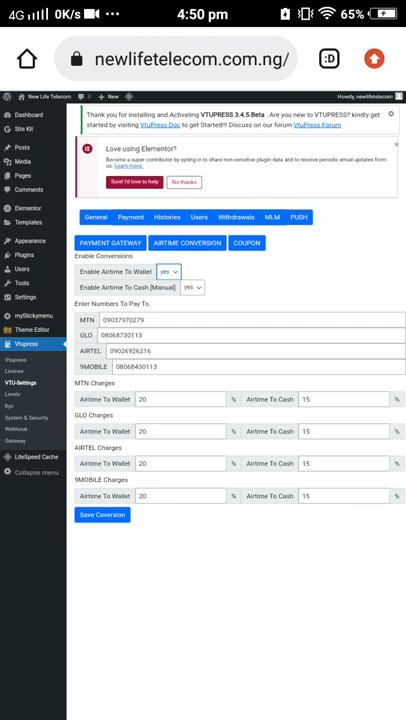 4G 0K/s ... 4:50 pm 65%
newlifetelecom.com.ng/ :D
New Life Telecom 0 + New Howdy, newlifetelecom
Dashboard
Site Kit
Posts
Media
Pages
Comments
Elementor
Templates
Appearance
Plugins
Users
Tools
Settings
myStickymenu
Theme Editor
Vtupress
Vtupress
License
VTU-Settings
Levels
Kyc
System & Security
Webhook
Gateway
LiteSpeed Cache
Collapse menu
Thank you for installing and Activating VTUPRESS 3.4.5 Beta . Are you new to VTUPRESS? kindly get
started by visiting VtuPress Doc to get Started!!! Discuss on our forum VtuPress Forum
Love using Elementor?
Become a super contributor by opting in to share non-sensitive plugin data and to receive periodic email updates from
us. Learn more.
Sure! I'd love to help No thanks
General Payment Histories Users Withdrawals MLM PUSH
PAYMENT GATEWAY AIRTIME CONVERSION COUPON
Enable Conversions
Enable Airtime To Wallet yes
Enable Airtime To Cash [Manual] yes
Enter Numbers To Pay To
MTN 09037970279
GLO 08068730113
AIRTEL 09026926216
9MOBILE 08068430113
MTN Charges
Airtime To Wallet 20 % Airtime To Cash 15 %
GLO Charges
Airtime To Wallet 20 % Airtime To Cash 15 %
AIRTEL Charges
Airtime To Wallet 20 % Airtime To Cash 15 %
9MOBILE Charges
Airtime To Wallet 20 % Airtime To Cash 15 %
Save Coversion